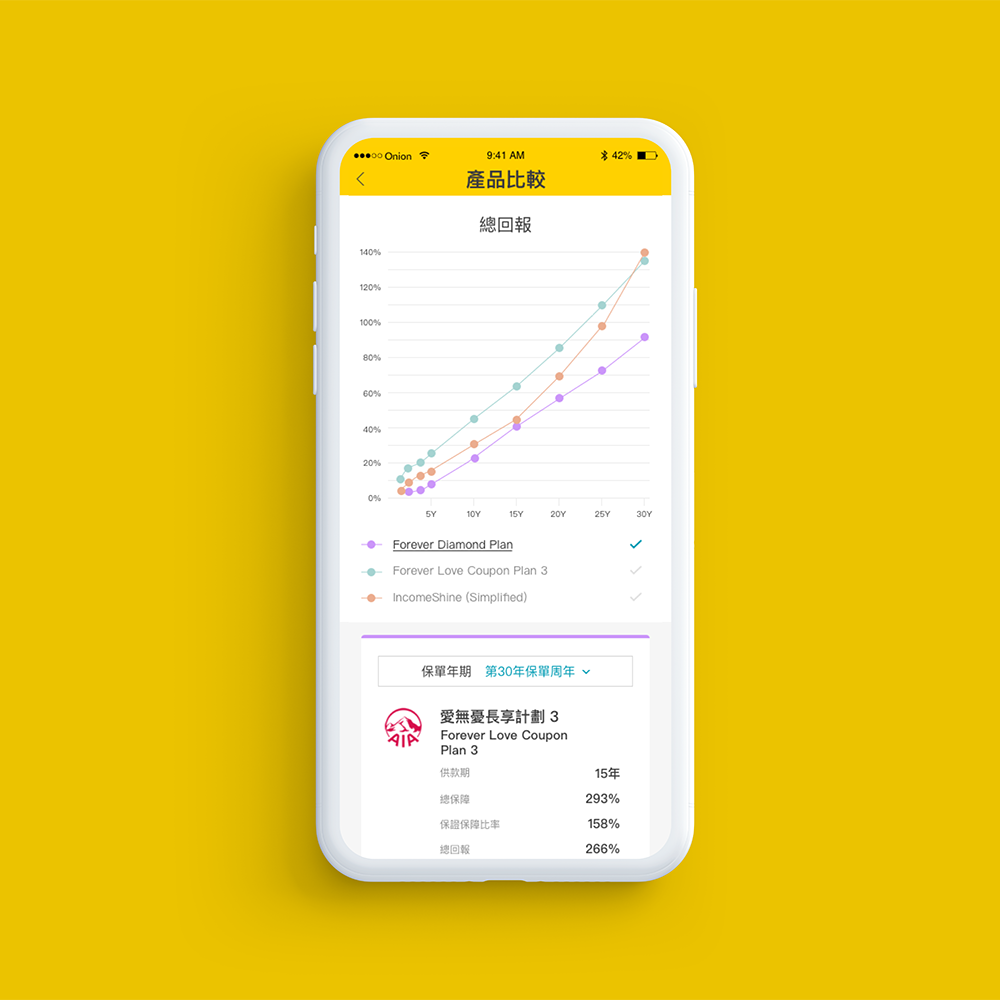 Onion 9:41 AM 42%
產品比較
總回報
140%
120%
100%
80%
60%
40%
20%
0%
5Y 10Y 15Y 20Y 25Y 30Y
Forever Diamond Plan
Forever Love Coupon Plan 3
IncomeShine (Simplified)
保單年期 第30年保單周年
AIA
愛無憂長享計劃 3
Forever Love Coupon
Plan 3
供款期 15年
總保障 293%
保證保障比率 158%
總回報 266%